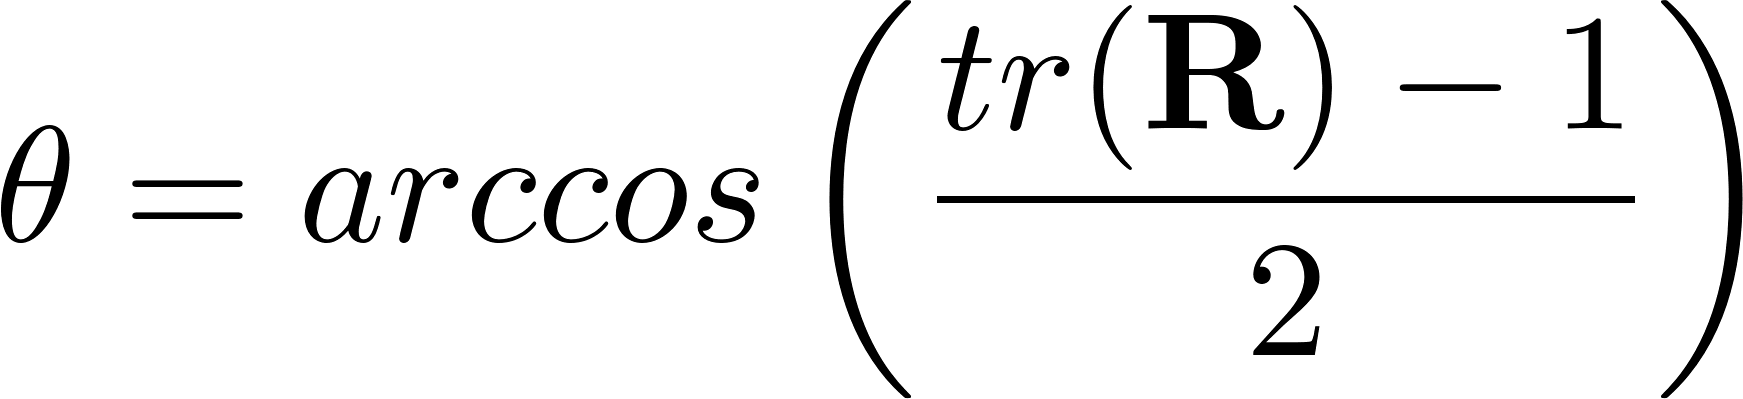 θ = arccos ( (tr(R) − 1) / 2 )